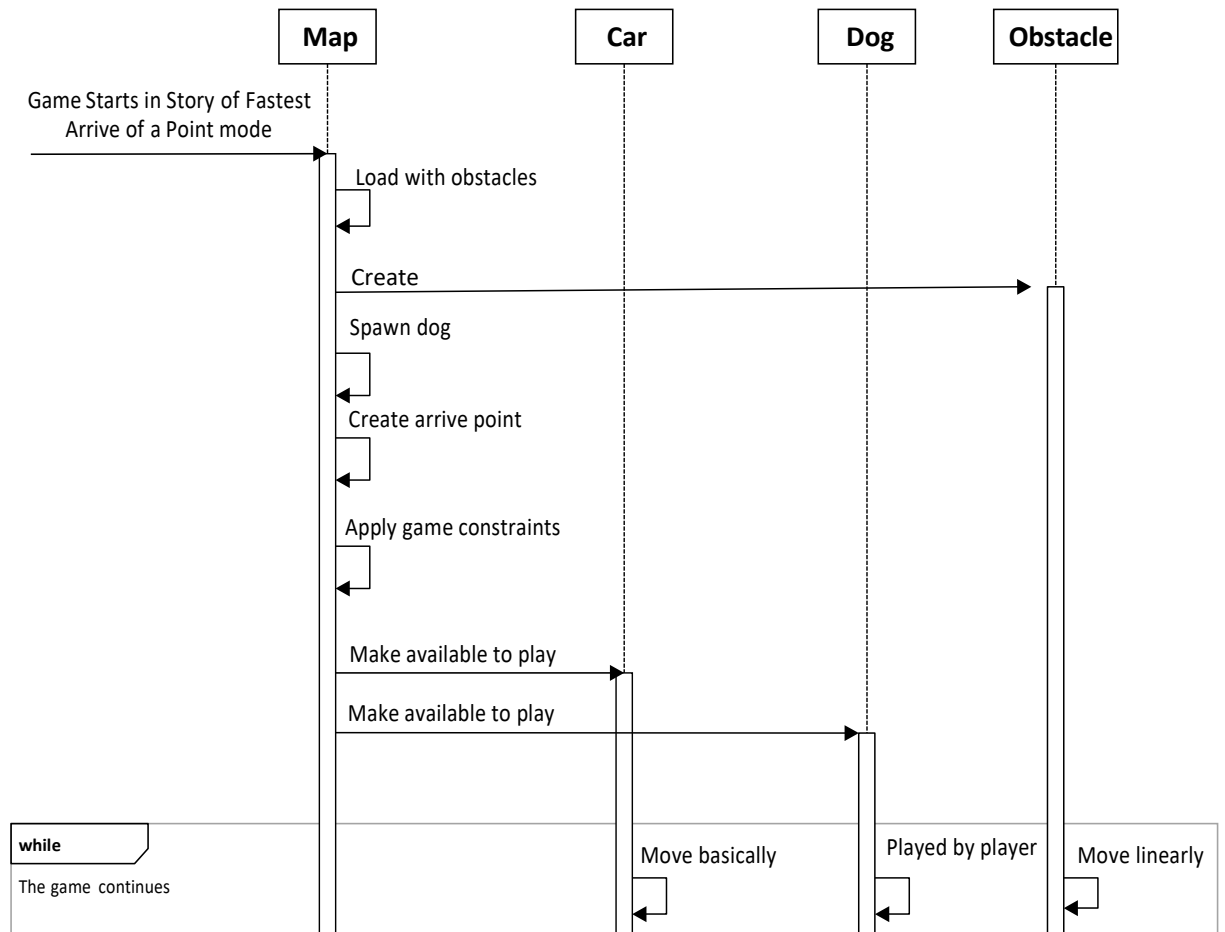 Map
Car
Dog
Obstacle
Game Starts in Story of Fastest
Arrive of a Point mode
Load with obstacles
Create
Spawn dog
Create arrive point
Apply game constraints
Make available to play
Make available to play
while
The game continues
Move basically
Played by player
Move linearly